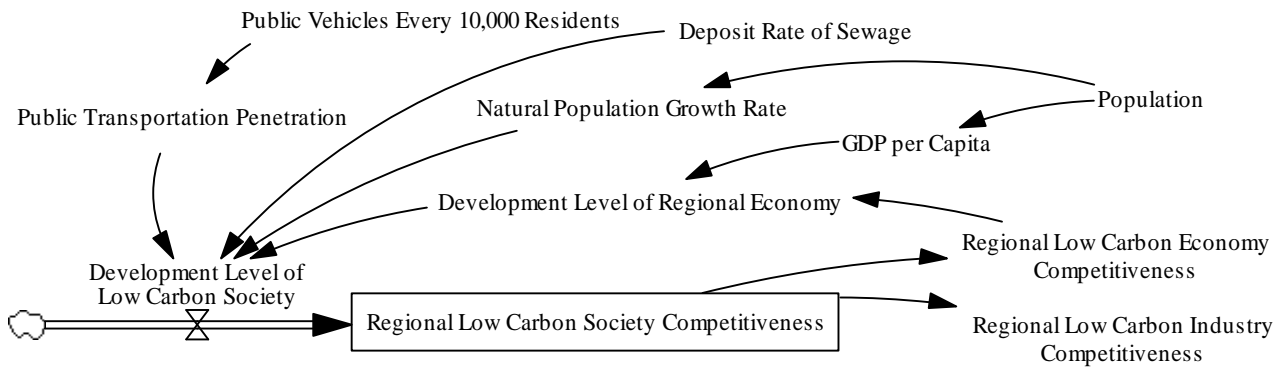 Public Vehicles Every 10,000 Residents
Deposit Rate of Sewage
Natural Population Growth Rate
Population
Public Transportation Penetration
GDP per Capita
Development Level of Regional Economy
Regional Low Carbon Economy
Competitiveness
Development Level of
Low Carbon Society
Regional Low Carbon Society Competitiveness
Regional Low Carbon Industry
Competitiveness